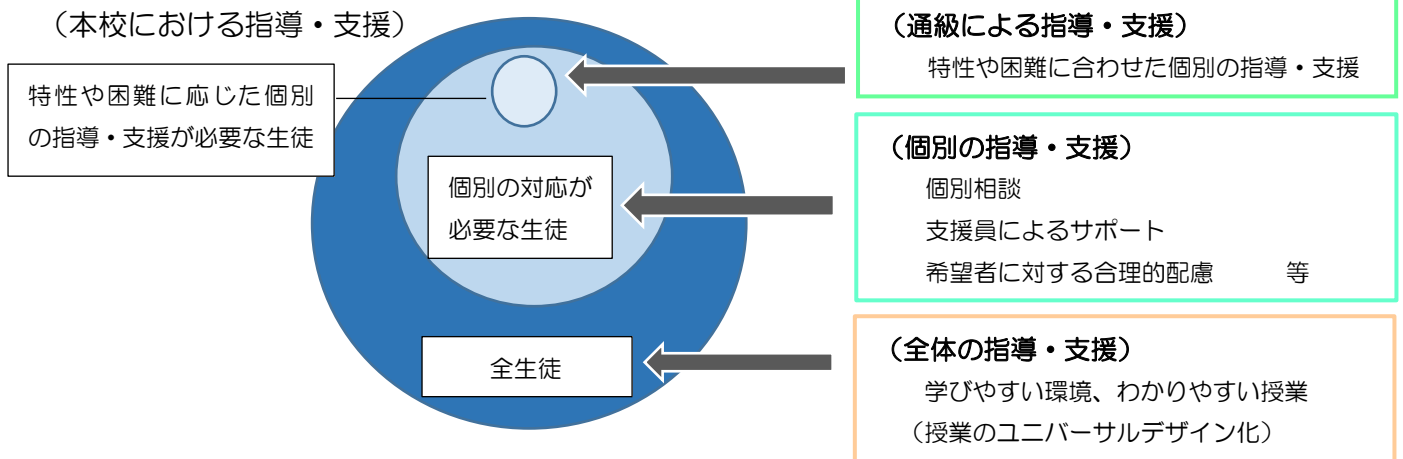 （本校における指導・支援）
特性や困難に応じた個別
の指導・支援が必要な生徒
個別の対応が
必要な生徒
全生徒
（通級による指導・支援）
特性や困難に合わせた個別の指導・支援
（個別の指導・支援）
個別相談
支援員によるサポート
希望者に対する合理的配慮　　　等
（全体の指導・支援）
学びやすい環境、わかりやすい授業
（授業のユニバーサルデザイン化）